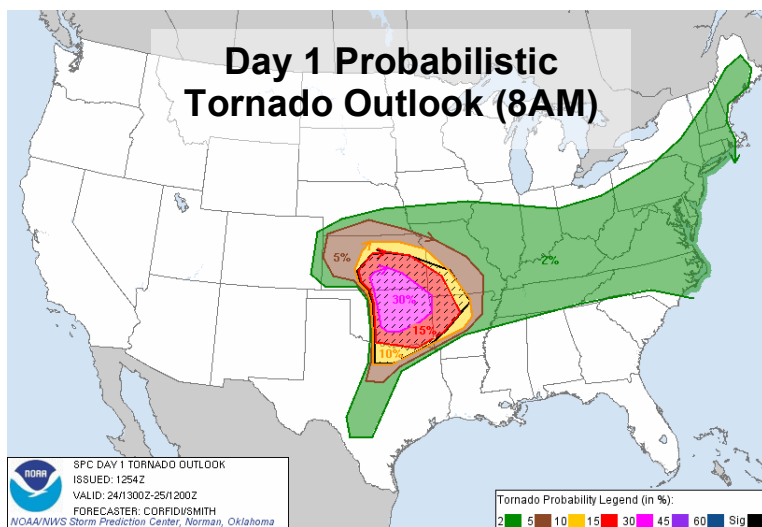 Day 1 Probabilistic
Tornado Outlook (8AM)
5%
2%
30%
15%
10%
NOAA
SPC DAY 1 TORNADO OUTLOOK
ISSUED: 1254Z
VALID: 24/1300Z-25/1200Z
FORECASTER: CORFIDI/SMITH
NOAA/NWS Storm Prediction Center, Norman, Oklahoma
Tornado Probability Legend (in %):
2 5 10 15 30 45 60 Sig